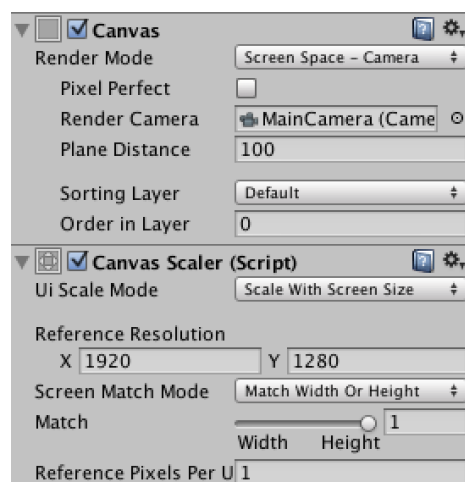 Canvas
Render Mode Screen Space – Camera
Pixel Perfect
Render Camera MainCamera (Came
Plane Distance 100
Sorting Layer Default
Order in Layer 0
Canvas Scaler (Script)
Ui Scale Mode Scale With Screen Size
Reference Resolution
X 1920 Y 1280
Screen Match Mode Match Width Or Height
Match 1
Width Height
Reference Pixels Per U 1